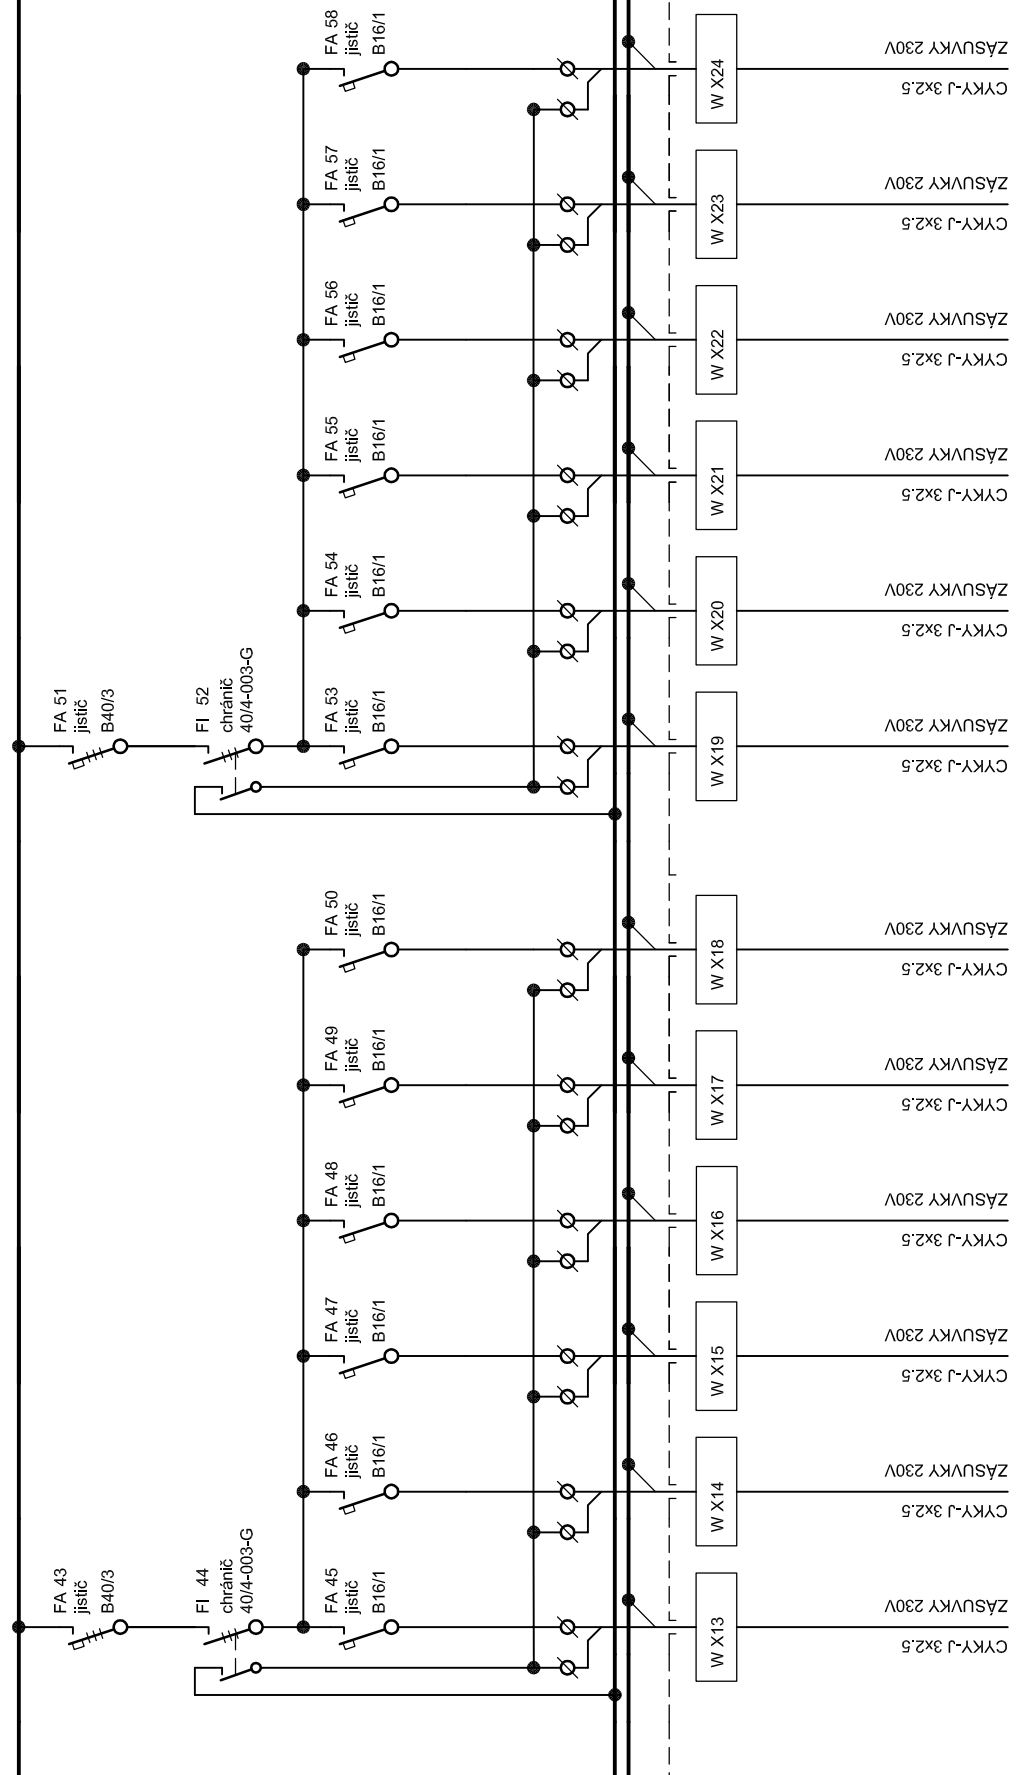 FA 43
jistič
B40/3
FI 44
chránič
40/4-003-G
FA 45
jistič
B16/1
W X13
ZÁSUVKY 230V
CYKY-J 3x2.5
FA 46
jistič
B16/1
W X14
ZÁSUVKY 230V
CYKY-J 3x2.5
FA 47
jistič
B16/1
W X15
ZÁSUVKY 230V
CYKY-J 3x2.5
FA 48
jistič
B16/1
W X16
ZÁSUVKY 230V
CYKY-J 3x2.5
FA 49
jistič
B16/1
W X17
ZÁSUVKY 230V
CYKY-J 3x2.5
FA 50
jistič
B16/1
W X18
ZÁSUVKY 230V
CYKY-J 3x2.5
FA 51
jistič
B40/3
FI 52
chránič
40/4-003-G
FA 53
jistič
B16/1
W X19
ZÁSUVKY 230V
CYKY-J 3x2.5
FA 54
jistič
B16/1
W X20
ZÁSUVKY 230V
CYKY-J 3x2.5
FA 55
jistič
B16/1
W X21
ZÁSUVKY 230V
CYKY-J 3x2.5
FA 56
jistič
B16/1
W X22
ZÁSUVKY 230V
CYKY-J 3x2.5
FA 57
jistič
B16/1
W X23
ZÁSUVKY 230V
CYKY-J 3x2.5
FA 58
jistič
B16/1
W X24
ZÁSUVKY 230V
CYKY-J 3x2.5